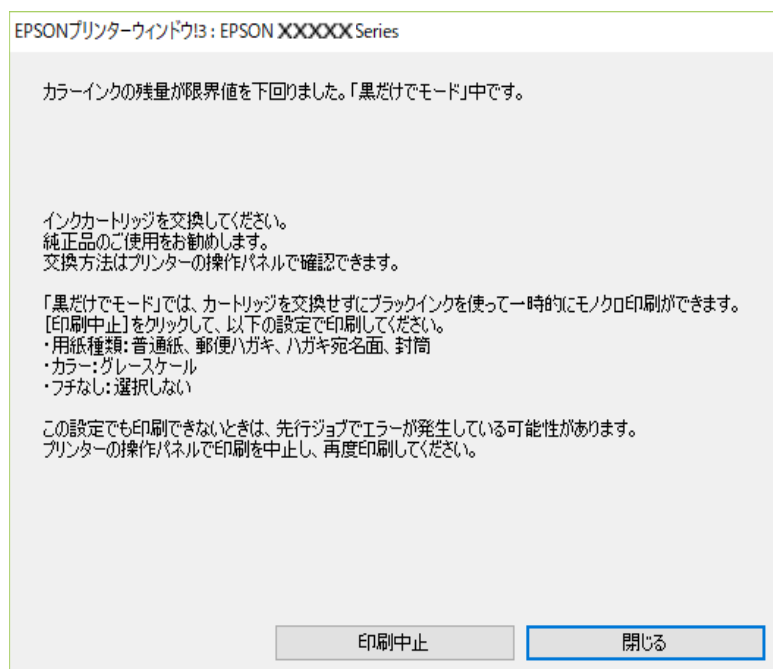 EPSONプリンターウィンドウ!3 : EPSON XXXXX Series
カラーインクの残量が限界値を下回りました。「黒だけでモード」中です。
インクカートリッジを交換してください。
純正品のご使用をお勧めします。
交換方法はプリンターの操作パネルで確認できます。
「黒だけでモード」では、カートリッジを交換せずにブラックインクを使って一時的にモノクロ印刷ができます。
[印刷中止]をクリックして、以下の設定で印刷してください。
・用紙種類：普通紙、郵便ハガキ、ハガキ宛名面、封筒
・カラー：グレースケール
・フチなし：選択しない
この設定でも印刷できないときは、先行ジョブでエラーが発生している可能性があります。
プリンターの操作パネルで印刷を中止し、再度印刷してください。
印刷中止
閉じる